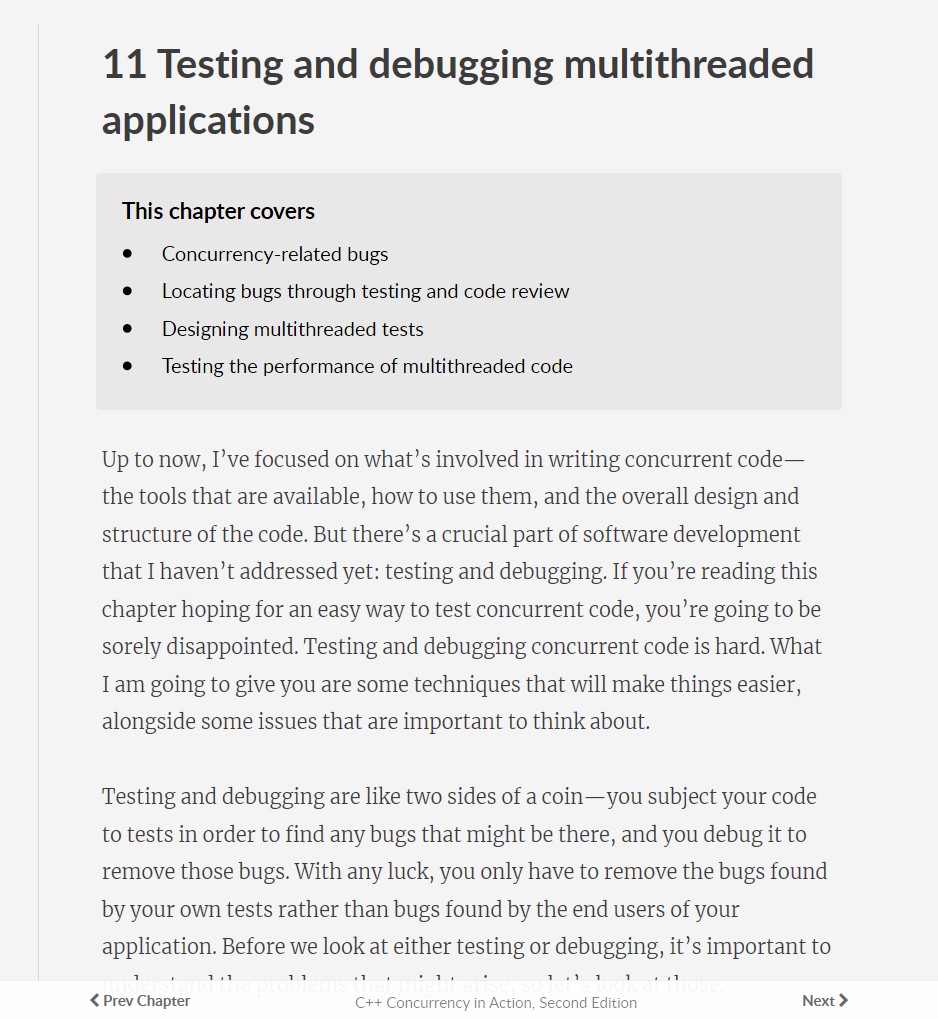 11 Testing and debugging multithreaded
applications
This chapter covers
● Concurrency-related bugs
● Locating bugs through testing and code review
● Designing multithreaded tests
● Testing the performance of multithreaded code
Up to now, I’ve focused on what’s involved in writing concurrent code—
the tools that are available, how to use them, and the overall design and
structure of the code. But there’s a crucial part of software development
that I haven’t addressed yet: testing and debugging. If you’re reading this
chapter hoping for an easy way to test concurrent code, you’re going to be
sorely disappointed. Testing and debugging concurrent code is hard. What
I am going to give you are some techniques that will make things easier,
alongside some issues that are important to think about.
Testing and debugging are like two sides of a coin—you subject your code
to tests in order to find any bugs that might be there, and you debug it to
remove those bugs. With any luck, you only have to remove the bugs found
by your own tests rather than bugs found by the end users of your
application. Before we look at either testing or debugging, it’s important to
understand the problems that might arise, so let’s look at those.
Prev Chapter
C++ Concurrency in Action, Second Edition
Next